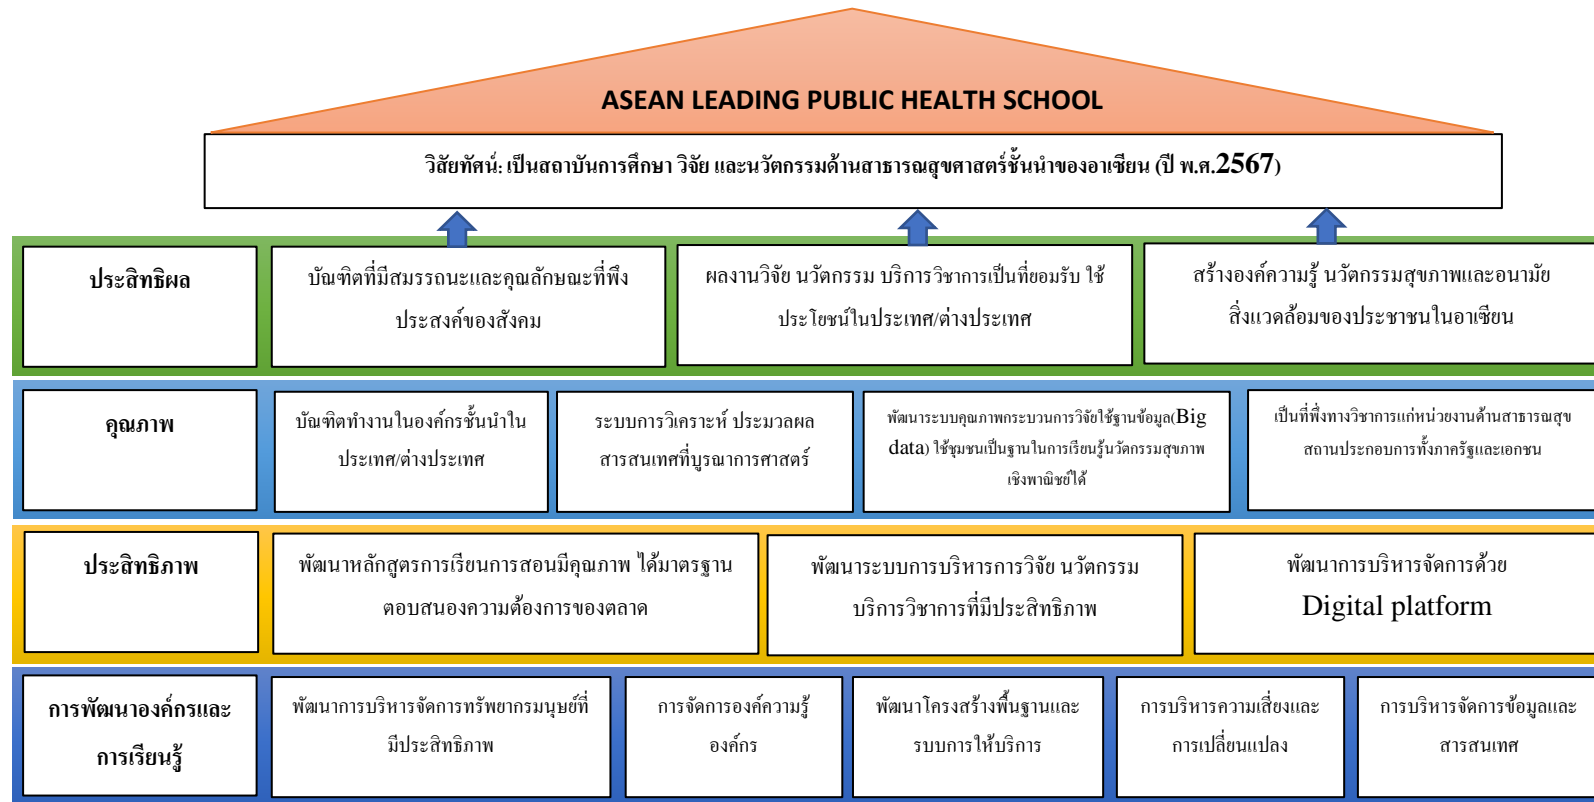 ASEAN LEADING PUBLIC HEALTH SCHOOL
วิสัยทัศน์: เป็นสถาบันการศึกษา วิจัย และนวัตกรรมด้านสาธารณสุขศาสตร์ชั้นนำของอาเซียน (ปี พ.ศ.2567)
ประสิทธิผล
บัณฑิตที่มีสมรรถนะและคุณลักษณะที่พึง
ประสงค์ของสังคม
ผลงานวิจัย นวัตกรรม บริการวิชาการเป็นที่ยอมรับ ใช้
ประโยชน์ในประเทศ/ต่างประเทศ
สร้างองค์ความรู้ นวัตกรรมสุขภาพและอนามัย
สิ่งแวดล้อมของประชาชนในอาเซียน
คุณภาพ
บัณฑิตทำงานในองค์กรชั้นนำใน
ประเทศ/ต่างประเทศ
ระบบการวิเคราะห์ ประมวลผล
สารสนเทศที่บูรณาการศาสตร์
พัฒนาระบบคุณภาพกระบวนการวิจัยใช้ฐานข้อมูล(Big
data) ใช้ชุมชนเป็นฐานในการเรียนรู้นวัตกรรมสุขภาพ
เชิงพาณิชย์ได้
เป็นที่พึ่งทางวิชาการแก่หน่วยงานด้านสาธารณสุข
สถานประกอบการทั้งภาครัฐและเอกชน
ประสิทธิภาพ
พัฒนาหลักสูตรการเรียนการสอนมีคุณภาพ ได้มาตรฐาน
ตอบสนองความต้องการของตลาด
พัฒนาระบบการบริหารการวิจัย นวัตกรรม
บริการวิชาการที่มีประสิทธิภาพ
พัฒนาการบริหารจัดการด้วย
Digital platform
การพัฒนาองค์กรและ
การเรียนรู้
พัฒนาการบริหารจัดการทรัพยากรมนุษย์ที่
มีประสิทธิภาพ
การจัดการองค์ความรู้
องค์กร
พัฒนาโครงสร้างพื้นฐานและ
รบบการให้บริการ
การบริหารความเสี่ยงและ
การเปลี่ยนแปลง
การบริหารจัดการข้อมูลและ
สารสนเทศ